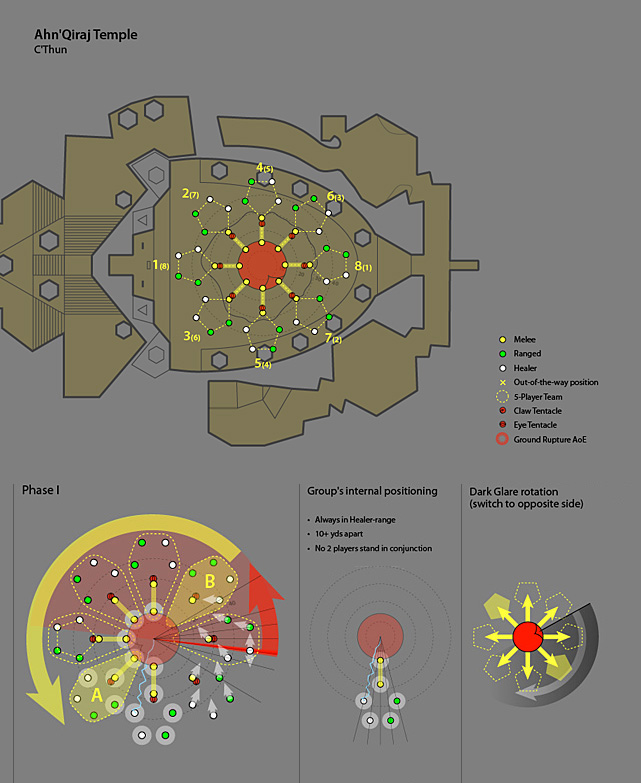 Ahn'Qiraj Temple
C'Thun
4(5)
2(7)
6(3)
1(8)
8(1)
3(6)
7(2)
5(4)
Melee
Ranged
Healer
Out-of-the-way position
5-Player Team
Claw Tentacle
Eye Tentacle
Ground Rupture AoE
Phase I
B
A
Group's internal positioning
• Always in Healer-range
• 10+ yds apart
• No 2 players stand in conjunction
Dark Glare rotation
(switch to opposite side)